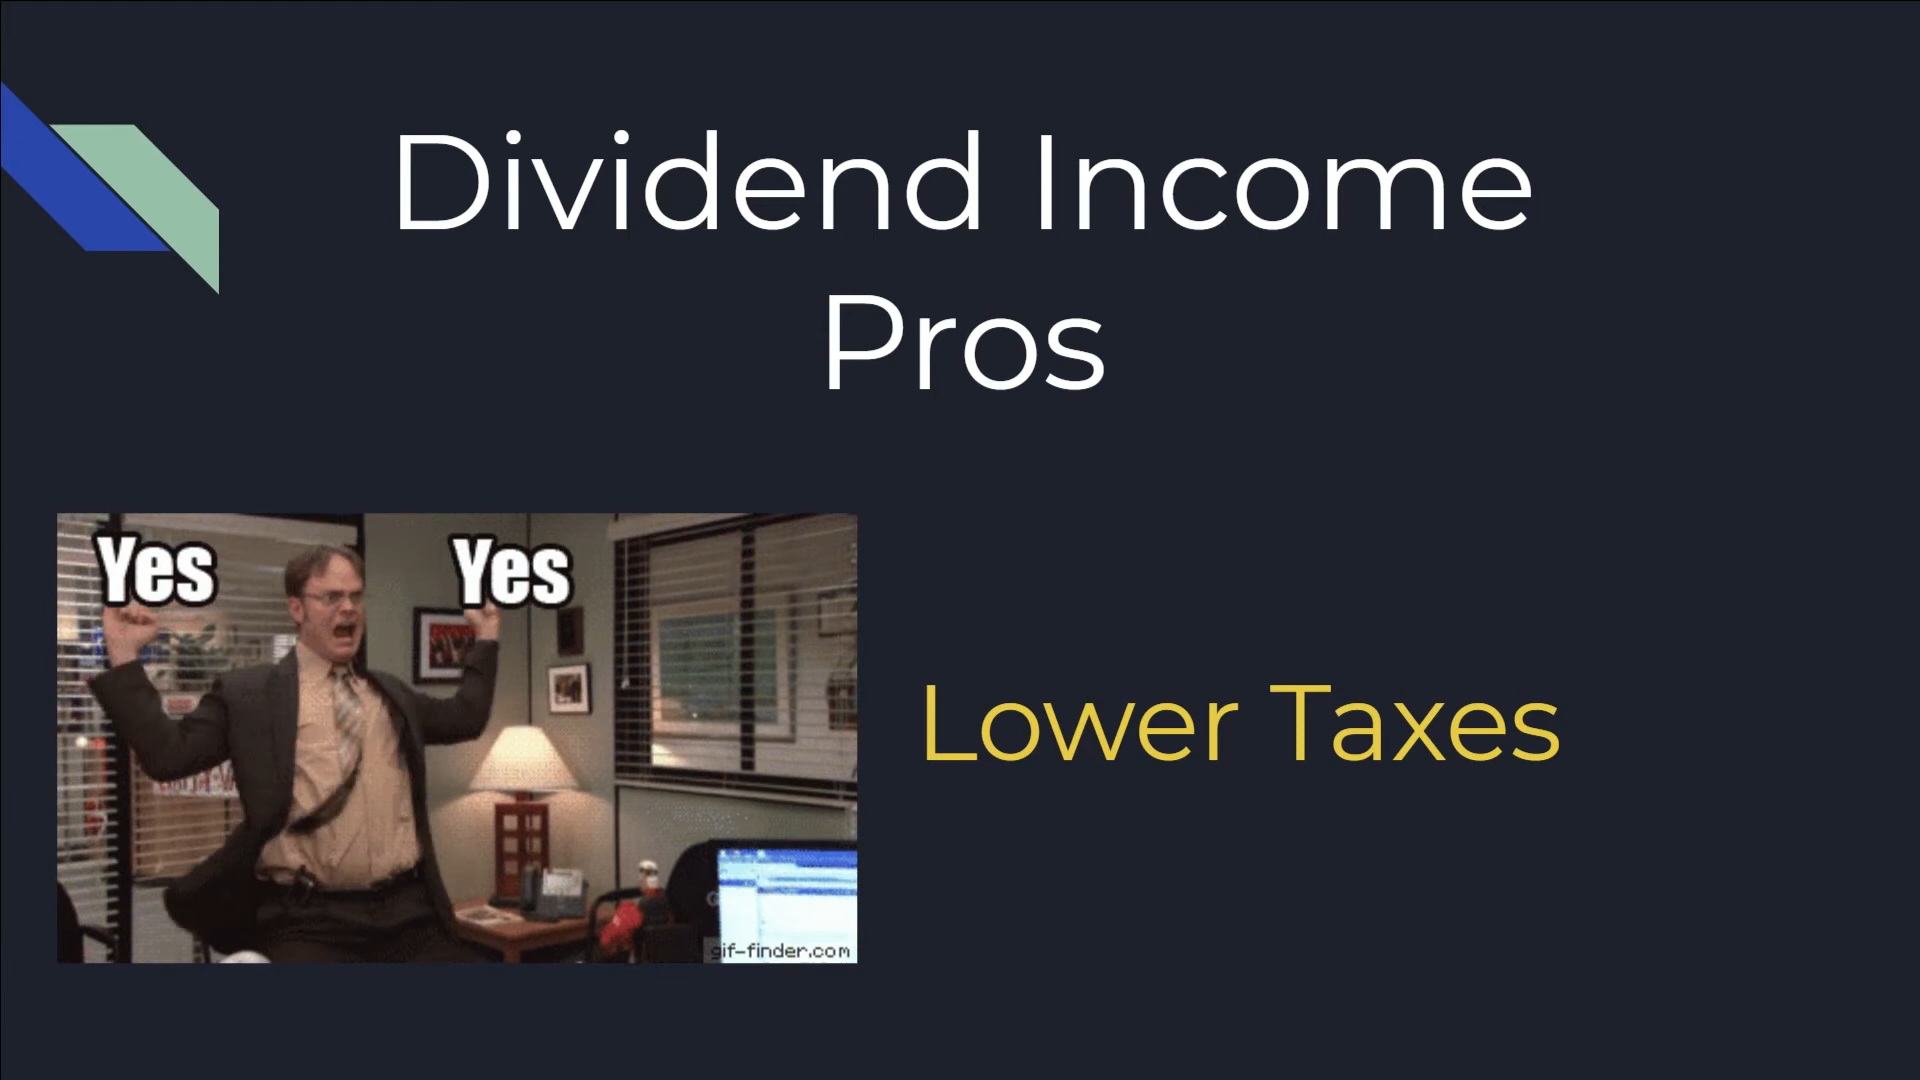 Dividend Income
Pros
Yes Yes
Lower Taxes
gif-finder.com